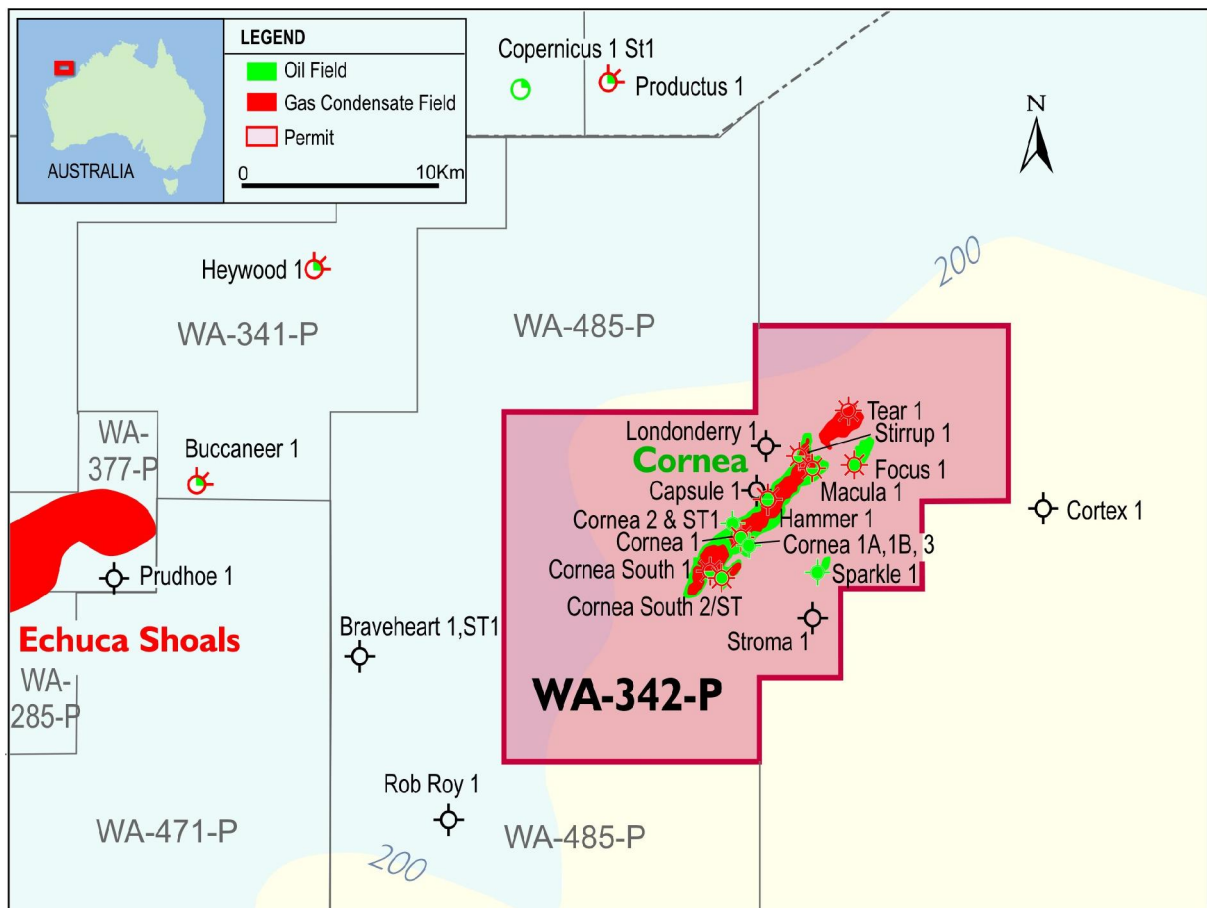 LEGEND
Oil Field
Gas Condensate Field
Permit
0 10Km
AUSTRALIA
Copernicus 1 St1
Productus 1
N
200
Heywood 1
WA-341-P
WA-485-P
WA-
377-P
Buccaneer 1
Londonderry 1
Tear 1
Stirrup 1
Cornea
Focus 1
Capsule 1
Macula 1
Cornea 2 & ST1
Hammer 1
Cortex 1
Cornea 1
Cornea 1A,1B, 3
Cornea South 1
Sparkle 1
Cornea South 2/ST
Prudhoe 1
Echuca Shoals
Braveheart 1,ST1
Stroma 1
WA-
285-P
WA-342-P
Rob Roy 1
WA-471-P
WA-485-P
200